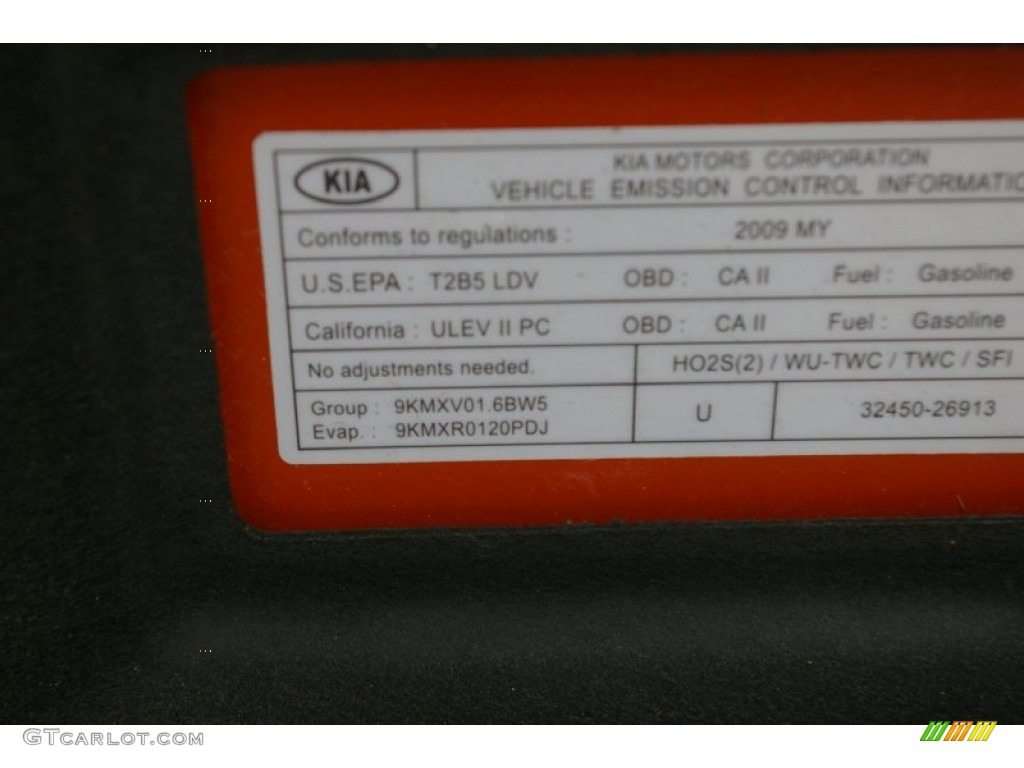 KIA
KIA MOTORS CORPORATION
VEHICLE EMISSION CONTROL INFORMATIO
Conforms to regulations : 2009 MY
U.S.EPA : T2B5 LDV OBD : CA II Fuel : Gasoline
California : ULEV II PC OBD : CA II Fuel : Gasoline
No adjustments needed. HO2S(2) / WU-TWC / TWC / SFI
Group : 9KMXV01.6BW5
Evap. : 9KMXR0120PDJ
U 32450-26913
GTCarlot.com